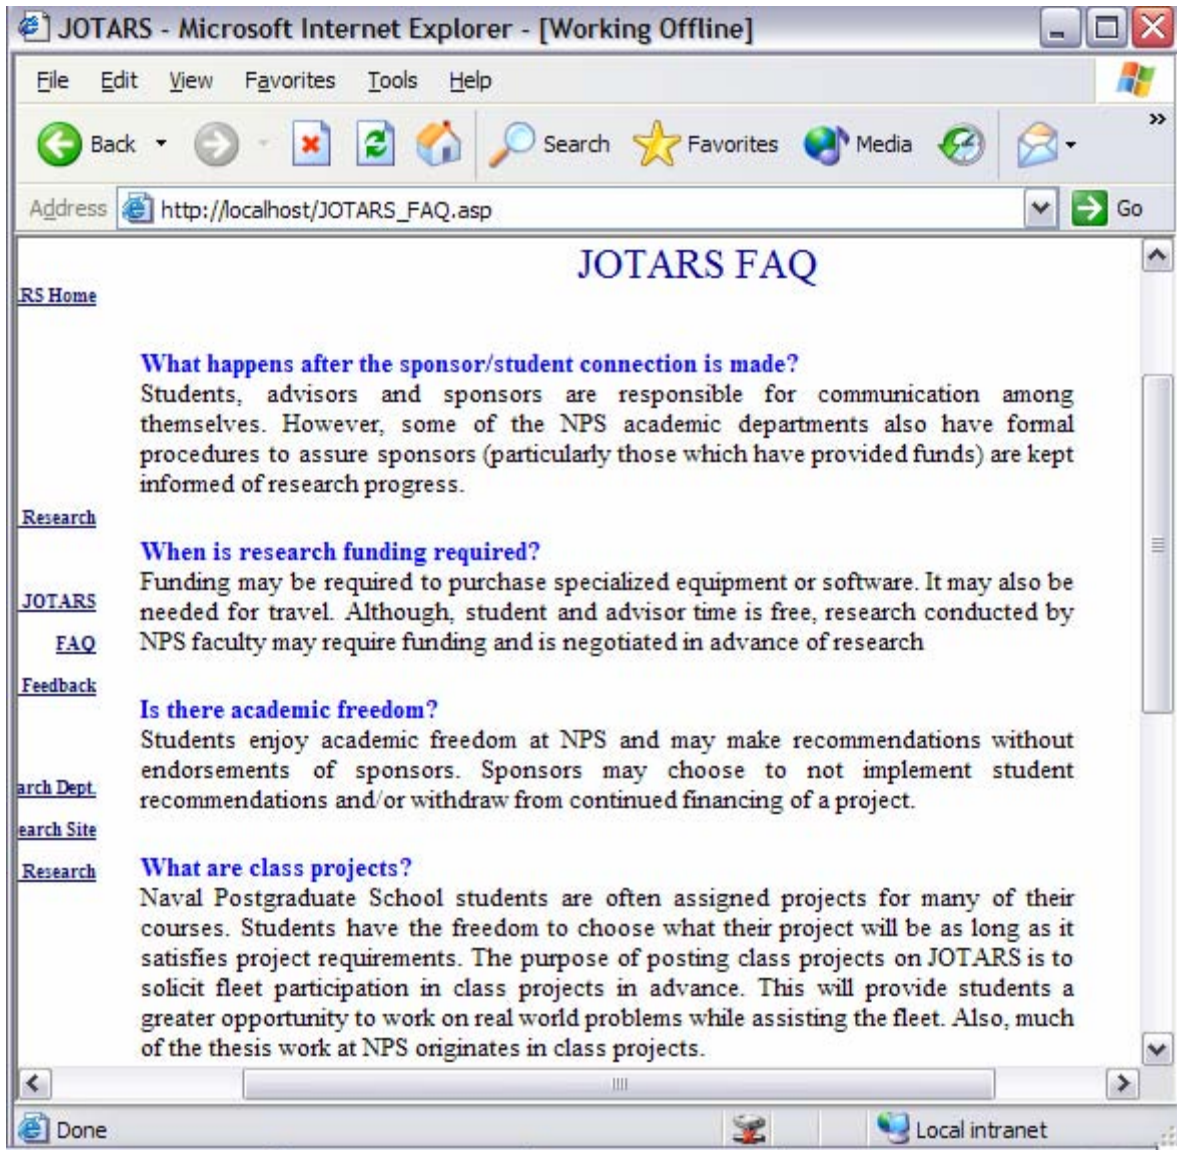 JOTARS - Microsoft Internet Explorer - [Working Offline]
File Edit View Favorites Tools Help
Back Search Favorites Media »
Address http://localhost/JOTARS_FAQ.asp Go
JOTARS FAQ
RS Home
What happens after the sponsor/student connection is made?
Students, advisors and sponsors are responsible for communication among
themselves. However, some of the NPS academic departments also have formal
procedures to assure sponsors (particularly those which have provided funds) are kept
informed of research progress.
Research
When is research funding required?
Funding may be required to purchase specialized equipment or software. It may also be
JOTARS
needed for travel. Although, student and advisor time is free, research conducted by
FAQ
NPS faculty may require funding and is negotiated in advance of research
Feedback
Is there academic freedom?
Students enjoy academic freedom at NPS and may make recommendations without
endorsements of sponsors. Sponsors may choose to not implement student
arch Dept.
recommendations and/or withdraw from continued financing of a project.
earch Site
Research
What are class projects?
Naval Postgraduate School students are often assigned projects for many of their
courses. Students have the freedom to choose what their project will be as long as it
satisfies project requirements. The purpose of posting class projects on JOTARS is to
solicit fleet participation in class projects in advance. This will provide students a
greater opportunity to work on real world problems while assisting the fleet. Also, much
of the thesis work at NPS originates in class projects.
Done Local intranet